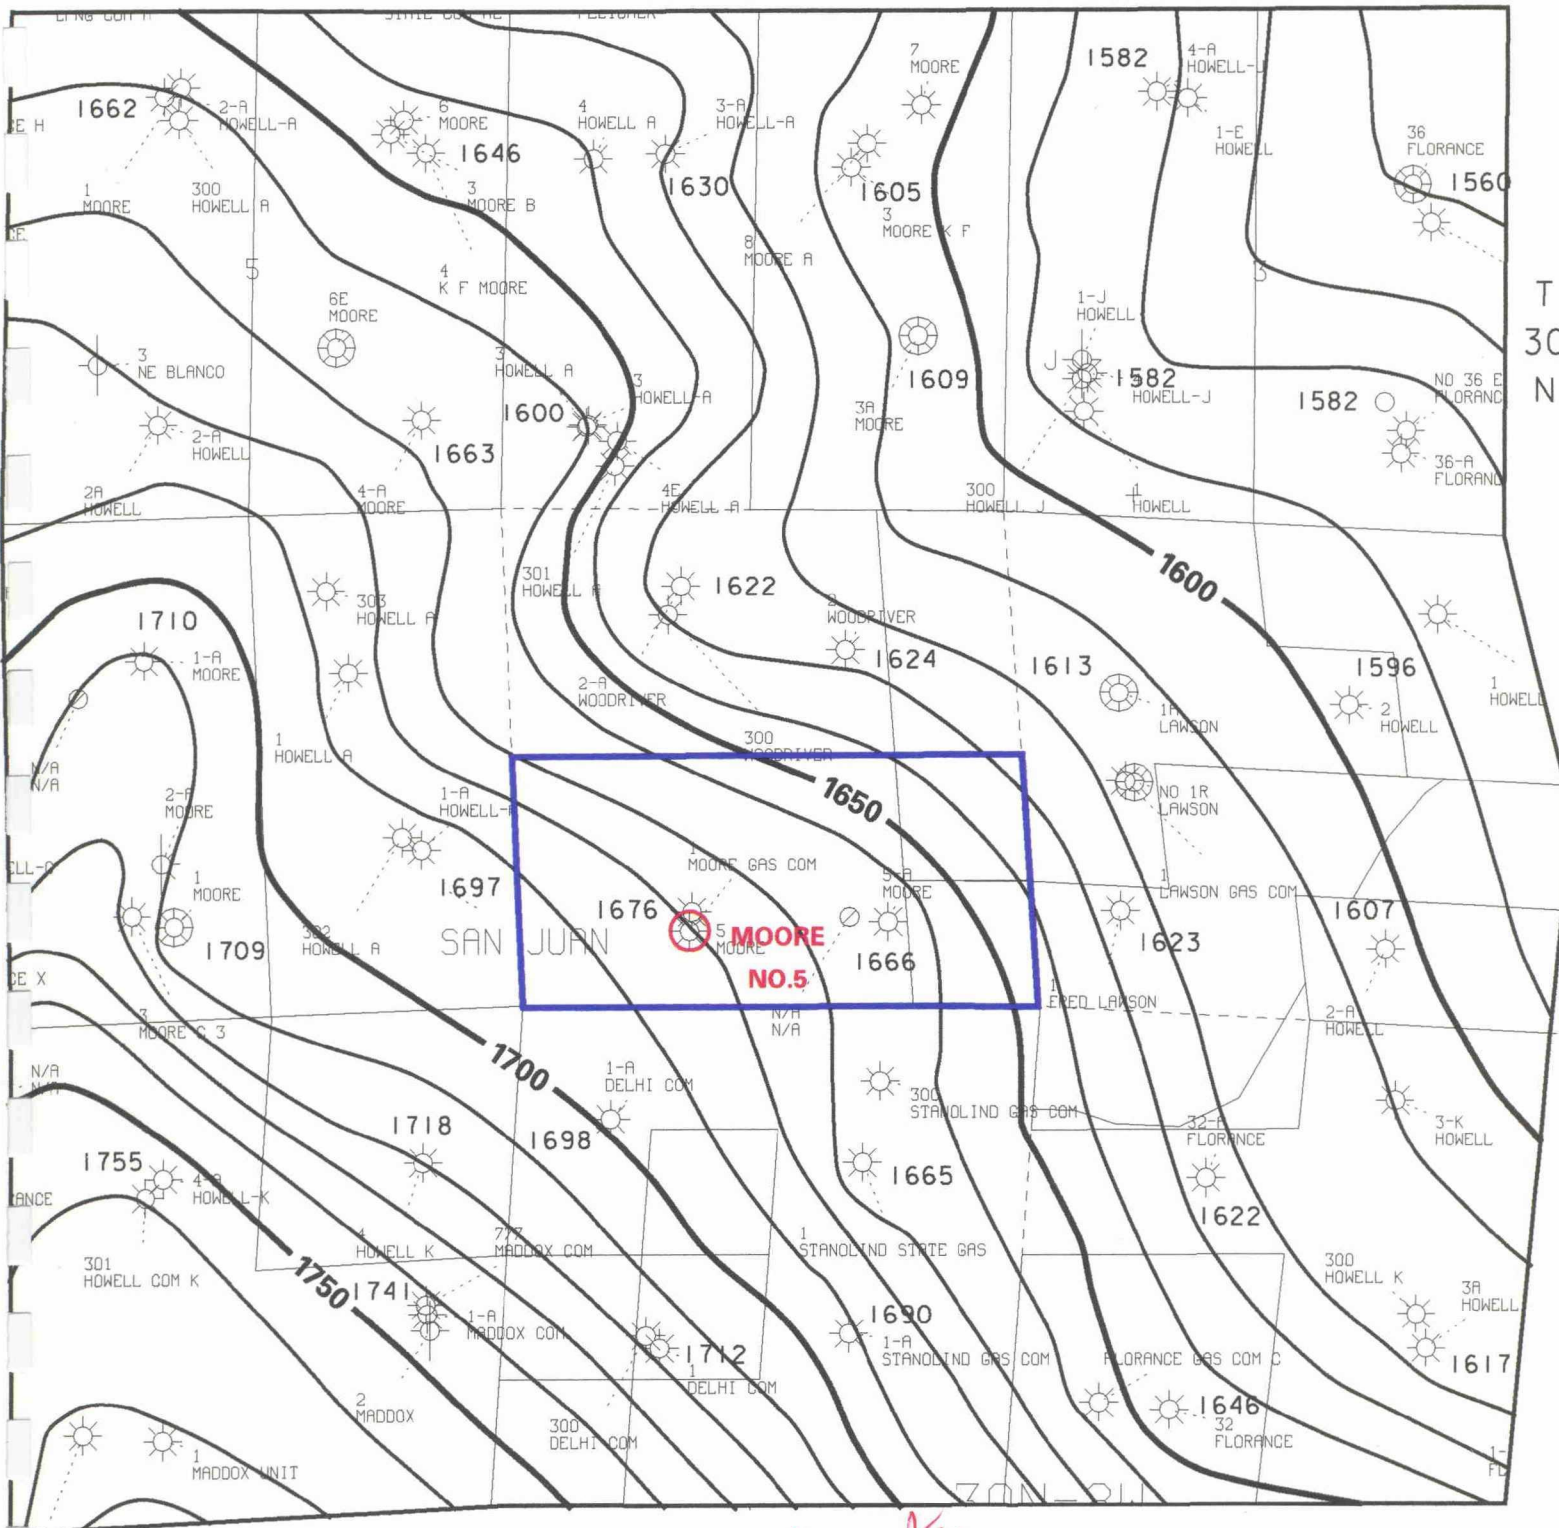 1582
7
MOORE
4-A
HOWELL-J
1662
2-A
HOWELL-A
6
MOORE
4
HOWELL A
3-A
HOWELL-A
1646
1630
1605
1-E
HOWELL
36
FLORANCE
1560
1
MOORE
300
HOWELL A
3
MOORE B
3
MOORE K F
8
MOORE A
5
4
K F MOORE
3
6E
MOORE
1-J
HOWELL
T
30
N
3
NE BLANCO
3
HOWELL A
3
HOWELL-A
1609
J
1582
HOWELL-J
1582
NO 36 E
FLORANC
1600
3A
MOORE
2-A
HOWELL
1663
36-A
FLORANC
2A
HOWELL
4-A
MOORE
4E
HOWELL A
300
HOWELL J
1
HOWELL
1600
301
HOWELL A
1622
303
HOWELL A
2
WOODRIVER
1710
1-A
MOORE
1624
1613
1596
2-A
WOODRIVER
1A
LAWSON
2
HOWELL
1
HOWELL
1
HOWELL A
300
WOODRIVER
N/A
N/A
2-A
MOORE
1-A
HOWELL-A
1650
NO 1R
LAWSON
ELL-G
1
MOORE
1
MOORE GAS COM
5-A
MOORE
1
LAWSON GAS COM
1697
1676
1607
302
HOWELL A
SAN JUAN
5
MOORE
MOORE
NO.5
1709
1666
1623
CE X
1
FRED LAWSON
3
MOORE C 3
N/A
N/A
2-A
HOWELL
1700
N/A
N/A
1-A
DELHI COM
300
STANOLIND GAS COM
1718
1698
32-A
FLORANCE
3-K
HOWELL
1755
4-A
HOWELL-K
1665
RANCE
1622
4
HOWELL K
777
MADDOX COM
1
STANOLIND STATE GAS
301
HOWELL COM K
1750
1741
300
HOWELL K
3A
HOWELL
1-A
MADDOX COM
1690
1-A
STANOLIND GAS COM
1712
FLORANCE GAS COM C
1617
1
DELHI COM
2
MADDOX
1646
32
FLORANCE
300
DELHI COM
1
MADDOX UNIT